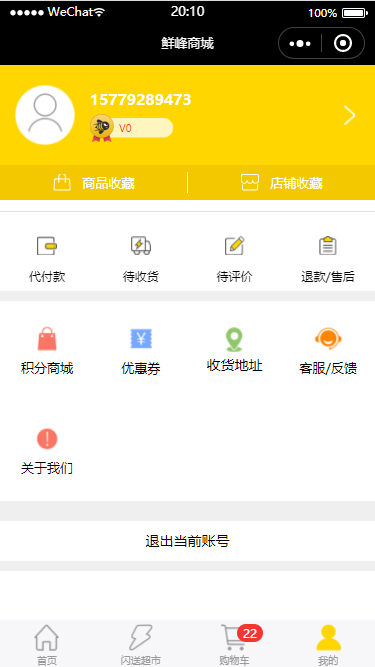 ●●●●● WeChat 20:10 100%
鲜峰商城
15779289473
V0
商品收藏 店铺收藏
代付款 待收货 待评价 退款/售后
¥
积分商城 优惠券 收货地址 客服/反馈
关于我们
退出当前账号
22
首页 闪送超市 购物车 我的